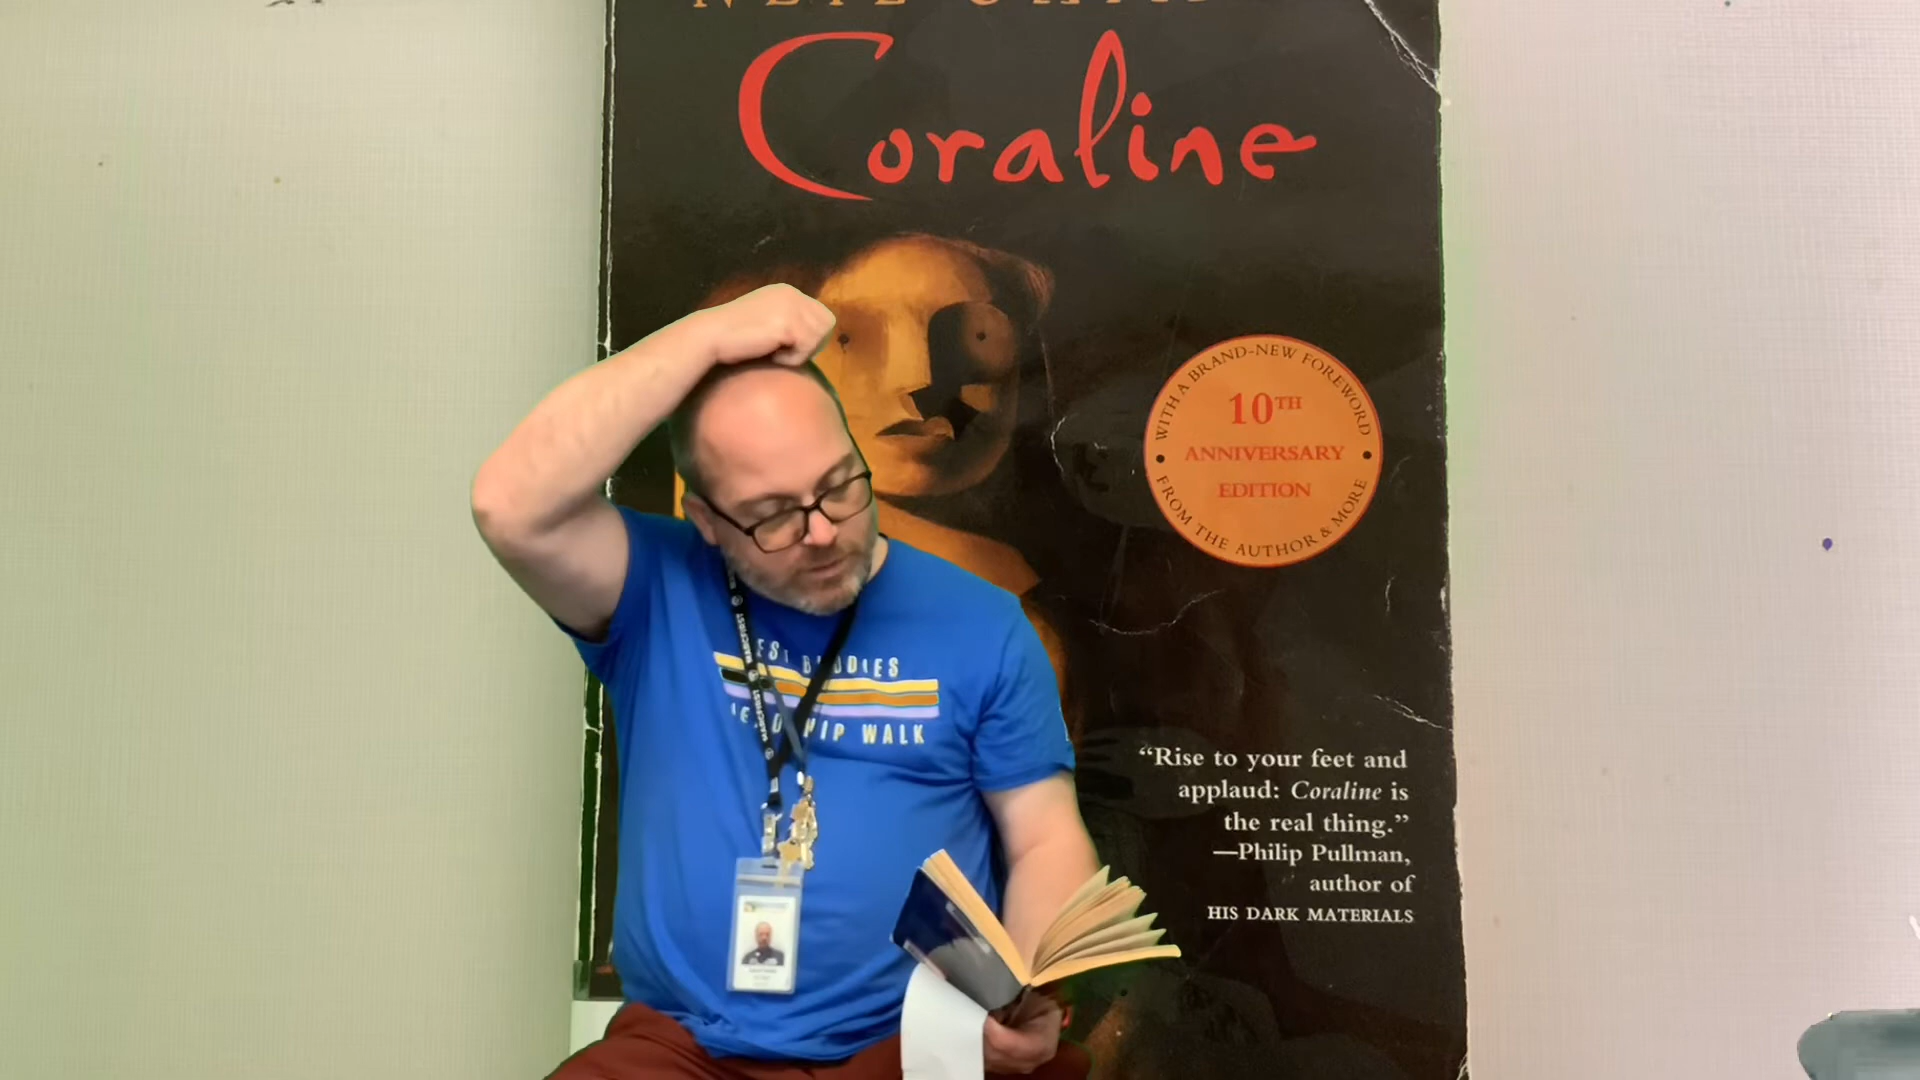 Coraline
WITH A BRAND-NEW FOREWORD
10TH
ANNIVERSARY
EDITION
FROM THE AUTHOR & MORE
WALK
“Rise to your feet and
applaud: Coraline is
the real thing.”
—Philip Pullman,
author of
HIS DARK MATERIALS